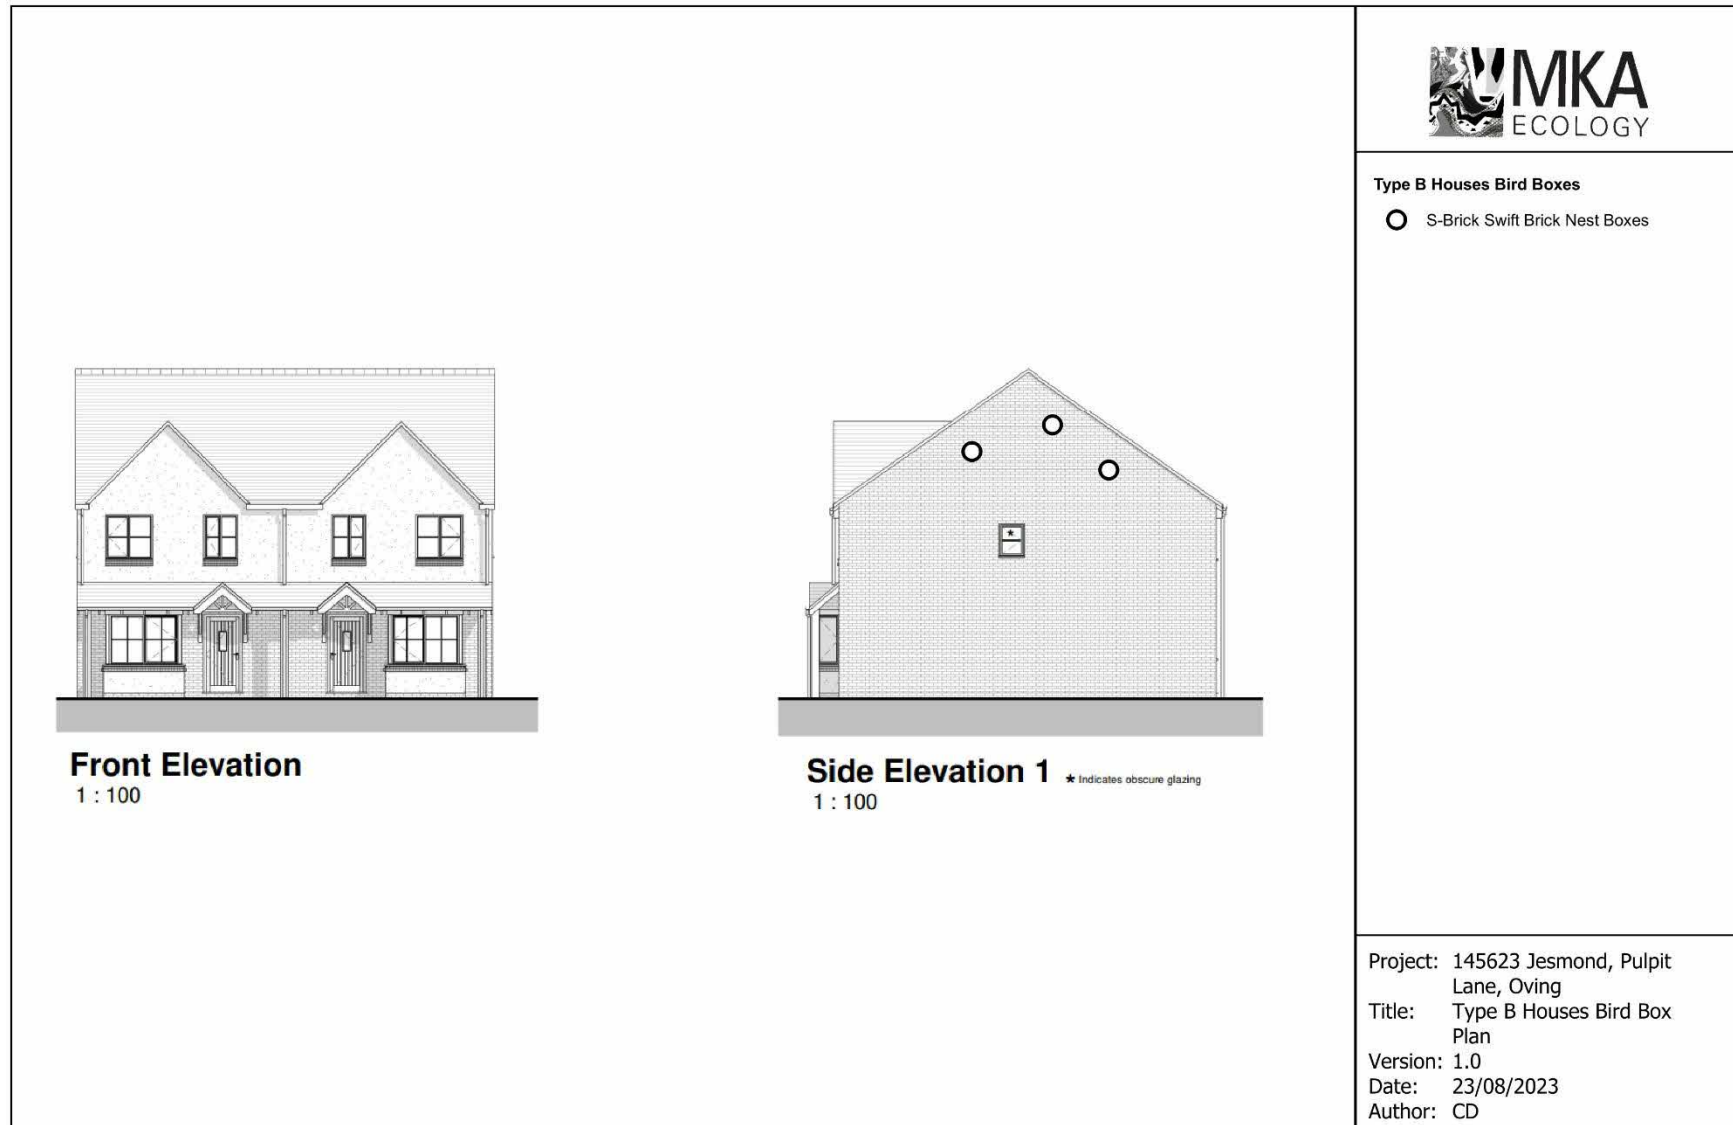 MKA
ECOLOGY
Type B Houses Bird Boxes
S-Brick Swift Brick Nest Boxes
Front Elevation
1 : 100
Side Elevation 1 ★ Indicates obscure glazing
1 : 100
Project: 145623 Jesmond, Pulpit
Lane, Oving
Title: Type B Houses Bird Box
Plan
Version: 1.0
Date: 23/08/2023
Author: CD